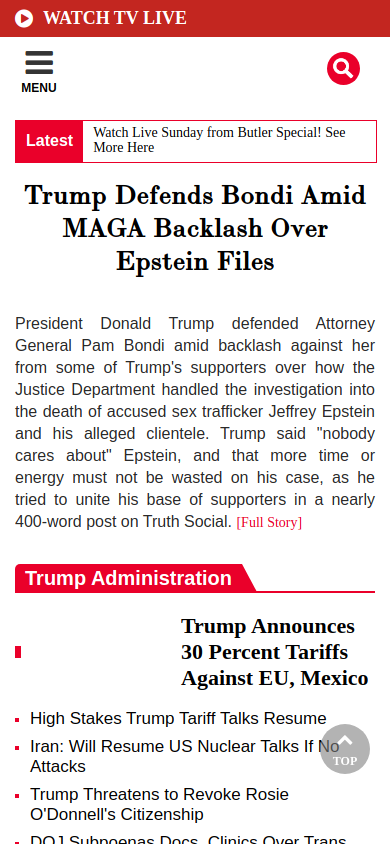 WATCH TV LIVE
MENU
Latest
Watch Live Sunday from Butler Special! See
More Here
Trump Defends Bondi Amid
MAGA Backlash Over
Epstein Files
President Donald Trump defended Attorney
General Pam Bondi amid backlash against her
from some of Trump's supporters over how the
Justice Department handled the investigation into
the death of accused sex trafficker Jeffrey Epstein
and his alleged clientele. Trump said "nobody
cares about" Epstein, and that more time or
energy must not be wasted on his case, as he
tried to unite his base of supporters in a nearly
400-word post on Truth Social. [Full Story]
Trump Administration
Trump Announces
30 Percent Tariffs
Against EU, Mexico
High Stakes Trump Tariff Talks Resume
Iran: Will Resume US Nuclear Talks If No
Attacks
TOP
Trump Threatens to Revoke Rosie
O'Donnell's Citizenship
DOJ Subpoenas Docs, Clinics Over Trans